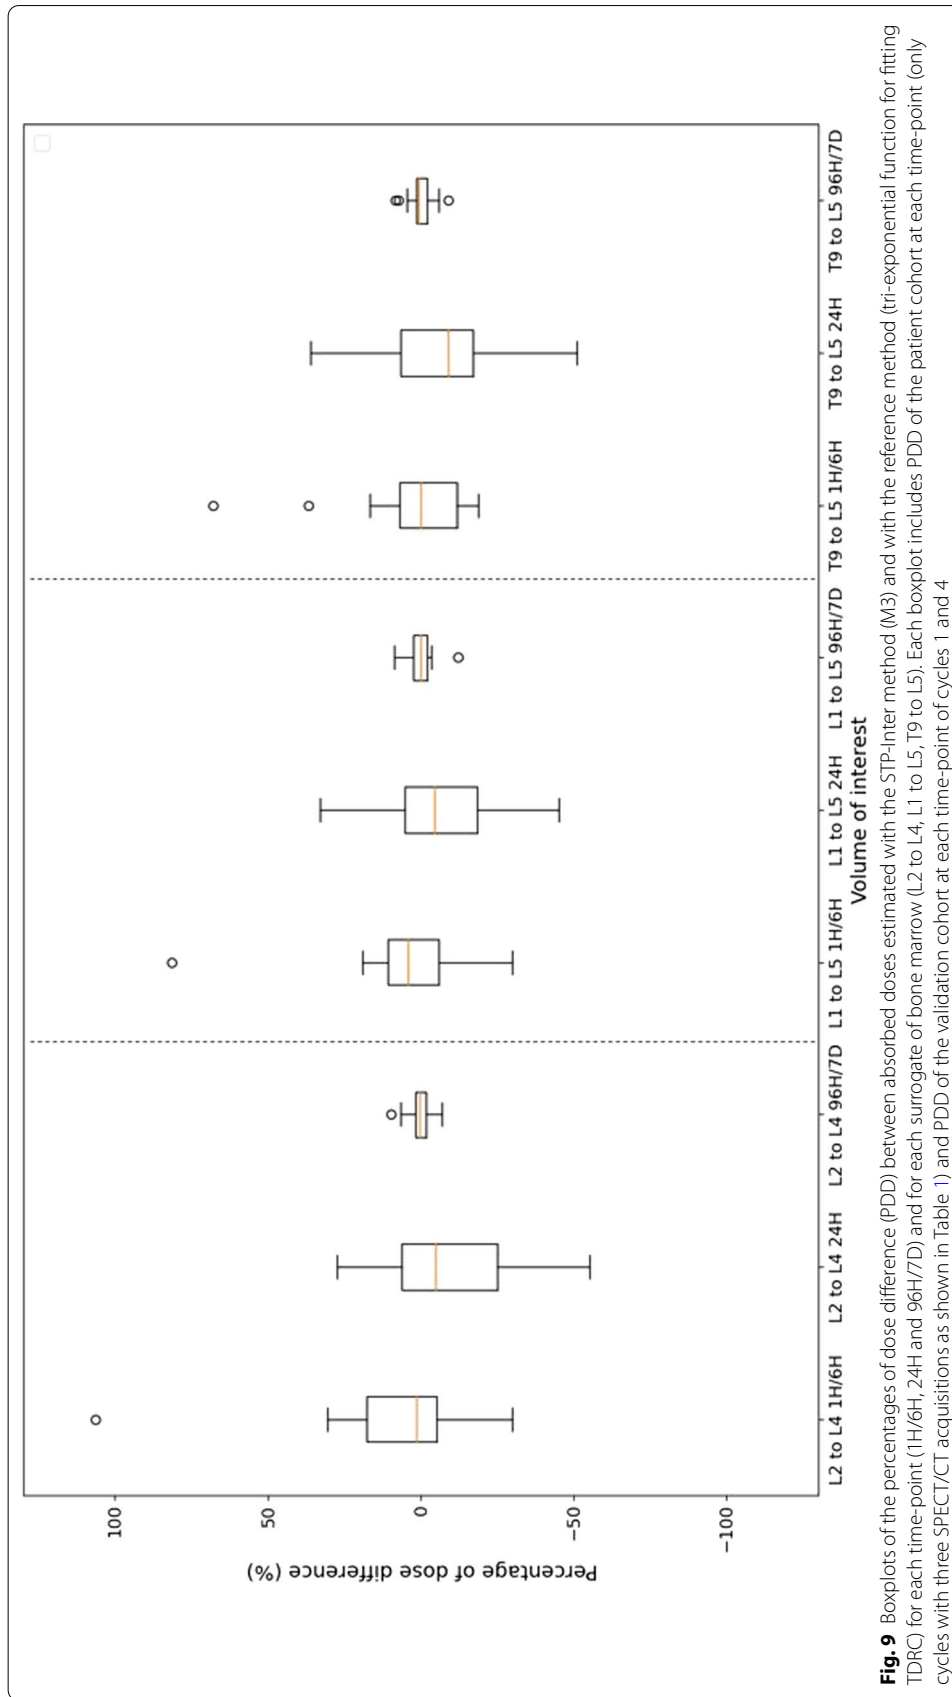 Percentage of dose difference (%)
100
50
0
−50
−100
L2 to L4 1H/6H
L2 to L4 24H
L2 to L4 96H/7D
L1 to L5 1H/6H
L1 to L5 24H
L1 to L5 96H/7D
T9 to L5 1H/6H
T9 to L5 24H
T9 to L5 96H/7D
Volume of interest
Fig. 9 Boxplots of the percentages of dose difference (PDD) between absorbed doses estimated with the STP-Inter method (M3) and with the reference method (tri-exponential function for fitting
TDRC) for each time-point (1H/6H, 24H and 96H/7D) and for each surrogate of bone marrow (L2 to L4, L1 to L5, T9 to L5). Each boxplot includes PDD of the patient cohort at each time-point (only
cycles with three SPECT/CT acquisitions as shown in Table 1) and PDD of the validation cohort at each time-point of cycles 1 and 4